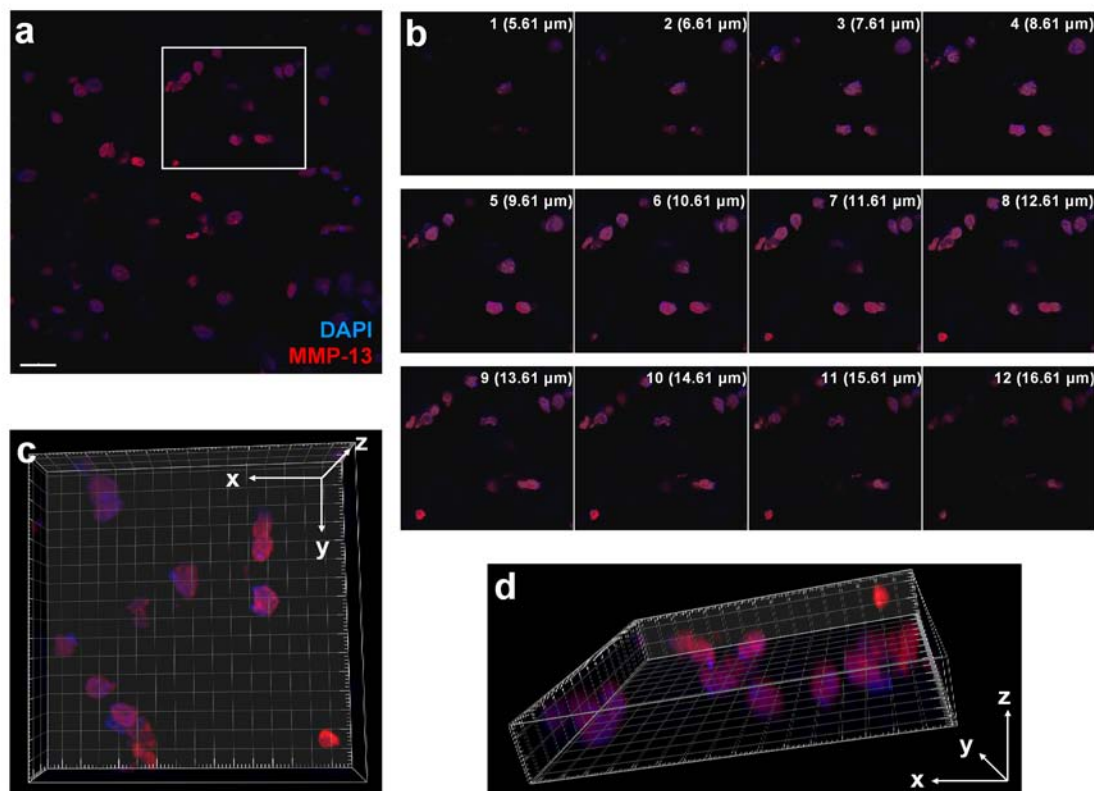 a
DAPI
MMP-13
b
1 (5.61 µm)
2 (6.61 µm)
3 (7.61 µm)
4 (8.61 µm)
5 (9.61 µm)
6 (10.61 µm)
7 (11.61 µm)
8 (12.61 µm)
9 (13.61 µm)
10 (14.61 µm)
11 (15.61 µm)
12 (16.61 µm)
c
z
x
y
d
z
y
x